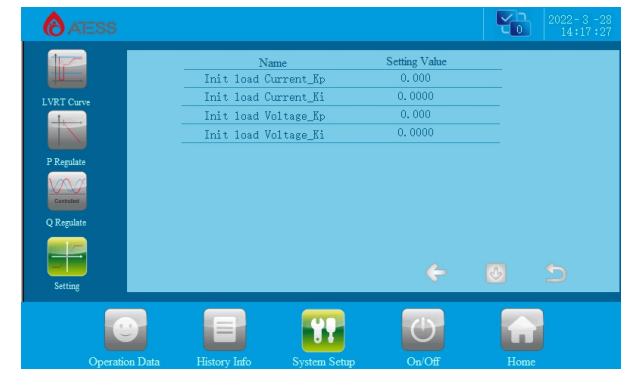 ATESS
0
2022-3-28
14:17:27
Name Setting Value
Init load Current_Kp 0.000
Init load Current_Ki 0.0000
Init load Voltage_Kp 0.000
Init load Voltage_Ki 0.0000
LVRT Curve
P Regulate
Controlled
Q Regulate
Setting
Operation Data History Info System Setup On/Off Home